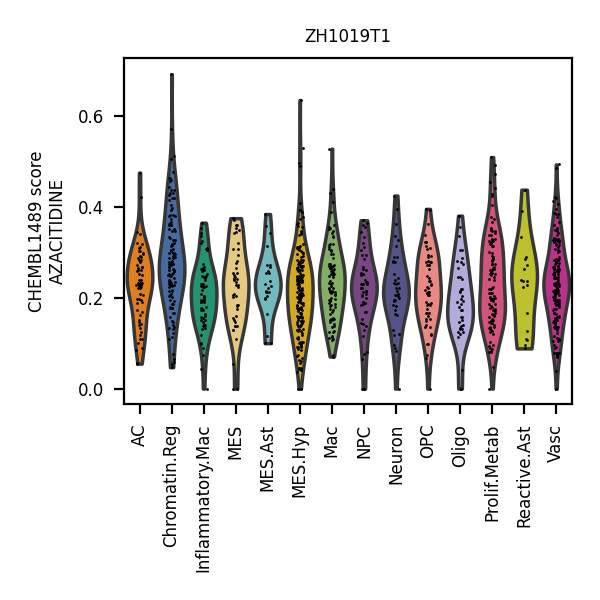 ZH1019T1
CHEMBL1489 score
AZACITIDINE
0.6
0.4
0.2
0.0
AC
Chromatin.Reg
Inflammatory.Mac
MES
MES.Ast
MES.Hyp
Mac
NPC
Neuron
OPC
Oligo
Prolif.Metab
Reactive.Ast
Vasc